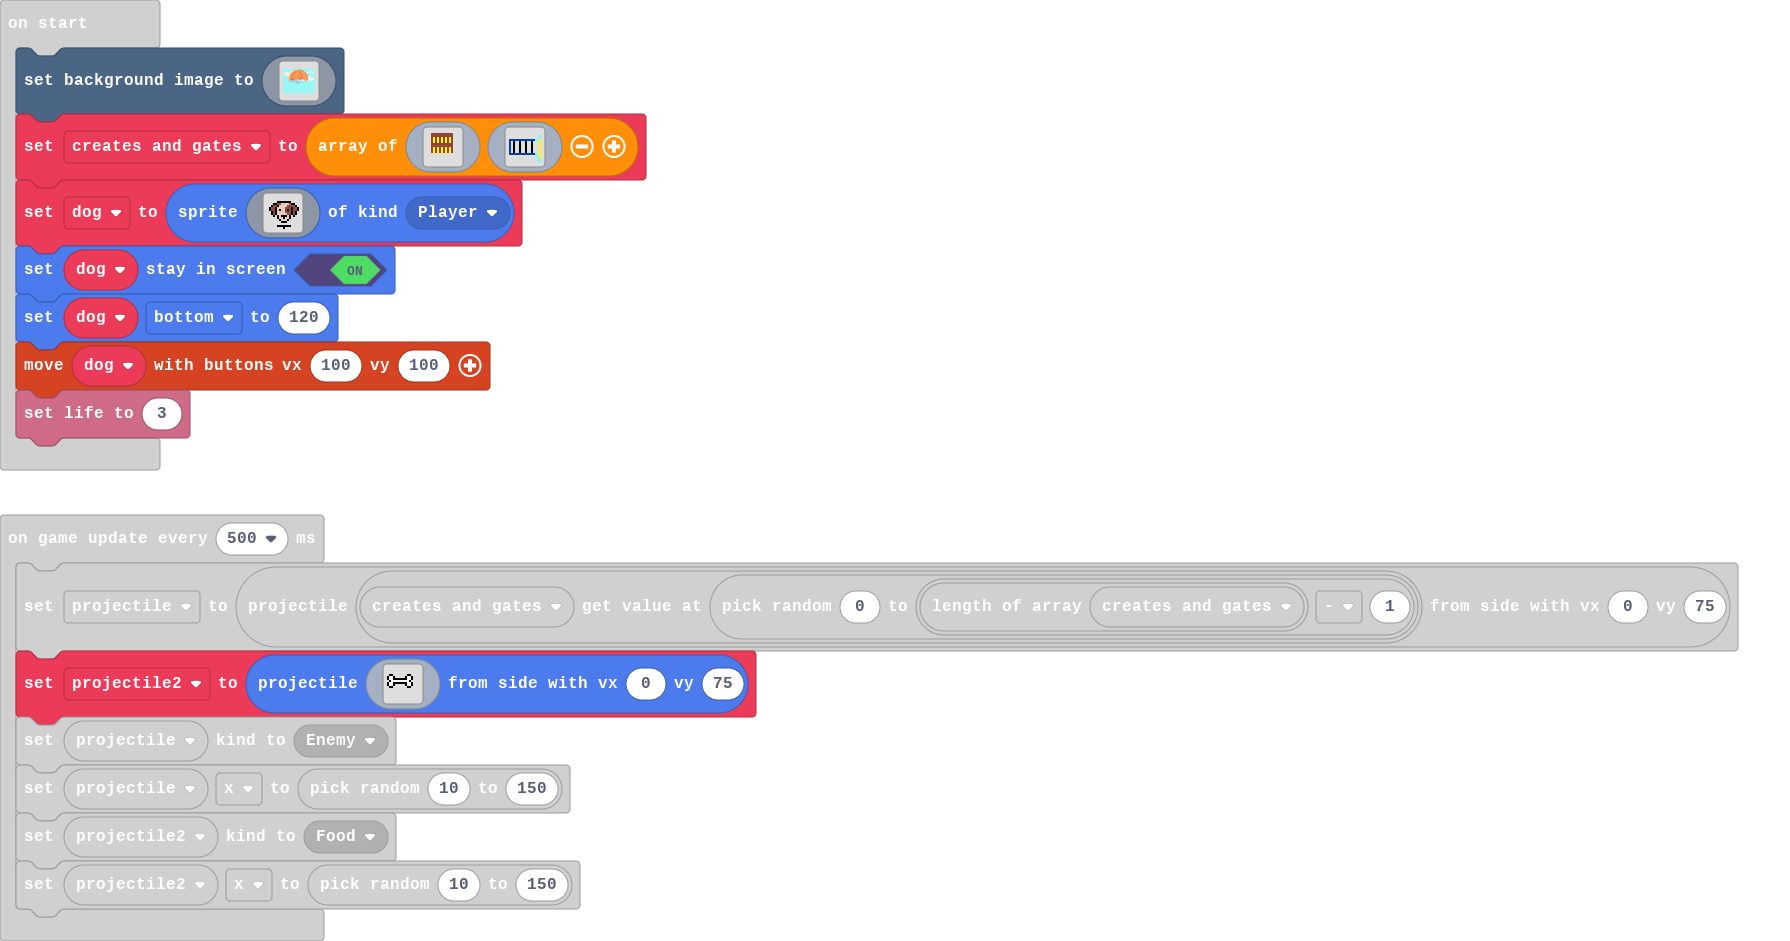 on start
set background image to
set creates and gates to array of
set dog to sprite of kind Player
set dog stay in screen ON
set dog bottom to 120
move dog with buttons vx 100 vy 100
set life to 3
on game update every 500 ms
set projectile to projectile creates and gates get value at pick random 0 to length of array creates and gates - 1 from side with vx 0 vy 75
set projectile2 to projectile from side with vx 0 vy 75
set projectile kind to Enemy
set projectile x to pick random 10 to 150
set projectile2 kind to Food
set projectile2 x to pick random 10 to 150